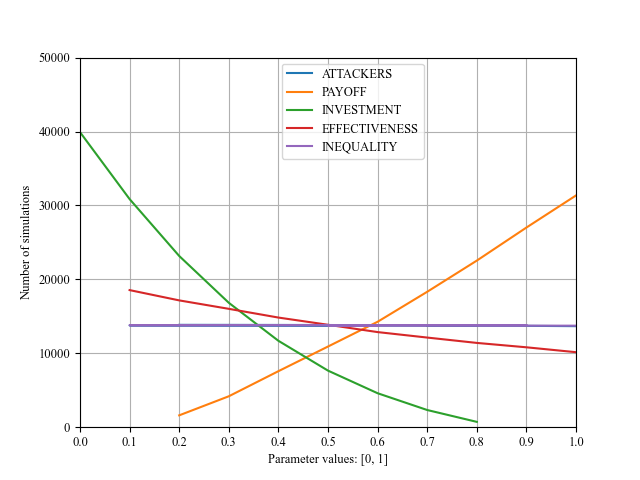 50000
40000
30000
20000
10000
0
Number of simulations
ATTACKERS
PAYOFF
INVESTMENT
EFFECTIVENESS
INEQUALITY
0.0 0.1 0.2 0.3 0.4 0.5 0.6 0.7 0.8 0.9 1.0
Parameter values: [0, 1]